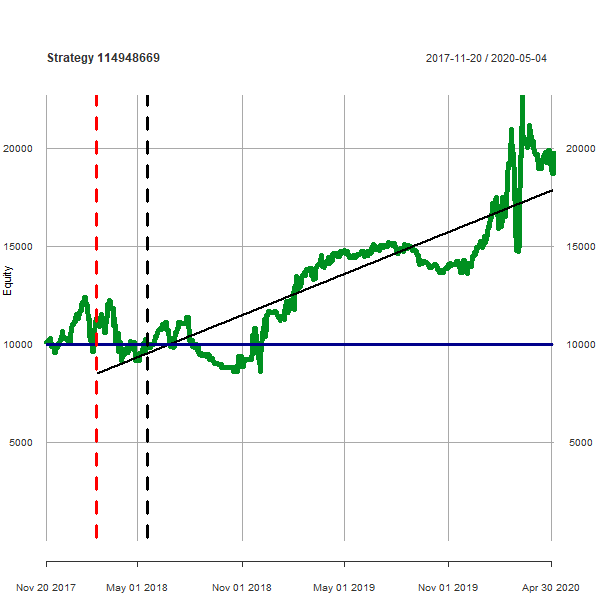 Strategy 114948669
2017-11-20 / 2020-05-04
20000
20000
15000
15000
Equity
10000
10000
5000
5000
Nov 20 2017
May 01 2018
Nov 01 2018
May 01 2019
Nov 01 2019
Apr 30 2020